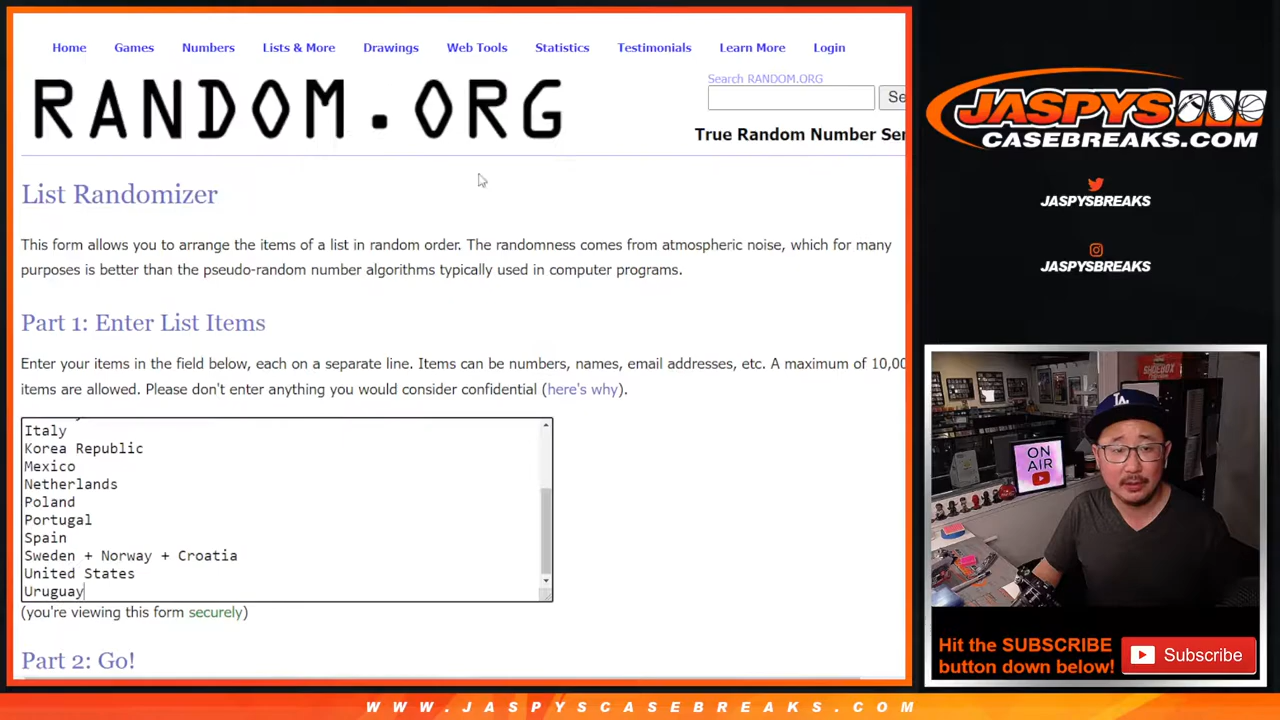 Home Games Numbers Lists & More Drawings Web Tools Statistics Testimonials Learn More Login
Search RANDOM.ORG
RANDOM.ORG
Se
True Random Number Ser
List Randomizer
This form allows you to arrange the items of a list in random order. The randomness comes from atmospheric noise, which for many
purposes is better than the pseudo-random number algorithms typically used in computer programs.
Part 1: Enter List Items
Enter your items in the field below, each on a separate line. Items can be numbers, names, email addresses, etc. A maximum of 10,00
items are allowed. Please don't enter anything you would consider confidential (here's why).
Italy
Korea Republic
Mexico
Netherlands
Poland
Portugal
Spain
Sweden + Norway + Croatia
United States
Uruguay
(you're viewing this form securely)
Part 2: Go!
JASPYS
CASEBREAKS.COM
JASPYSBREAKS
JASPYSBREAKS
ON
AIR
LA
Hit the SUBSCRIBE
button down below!
Subscribe
WWW.JASPYSCASEBREAKS.COM